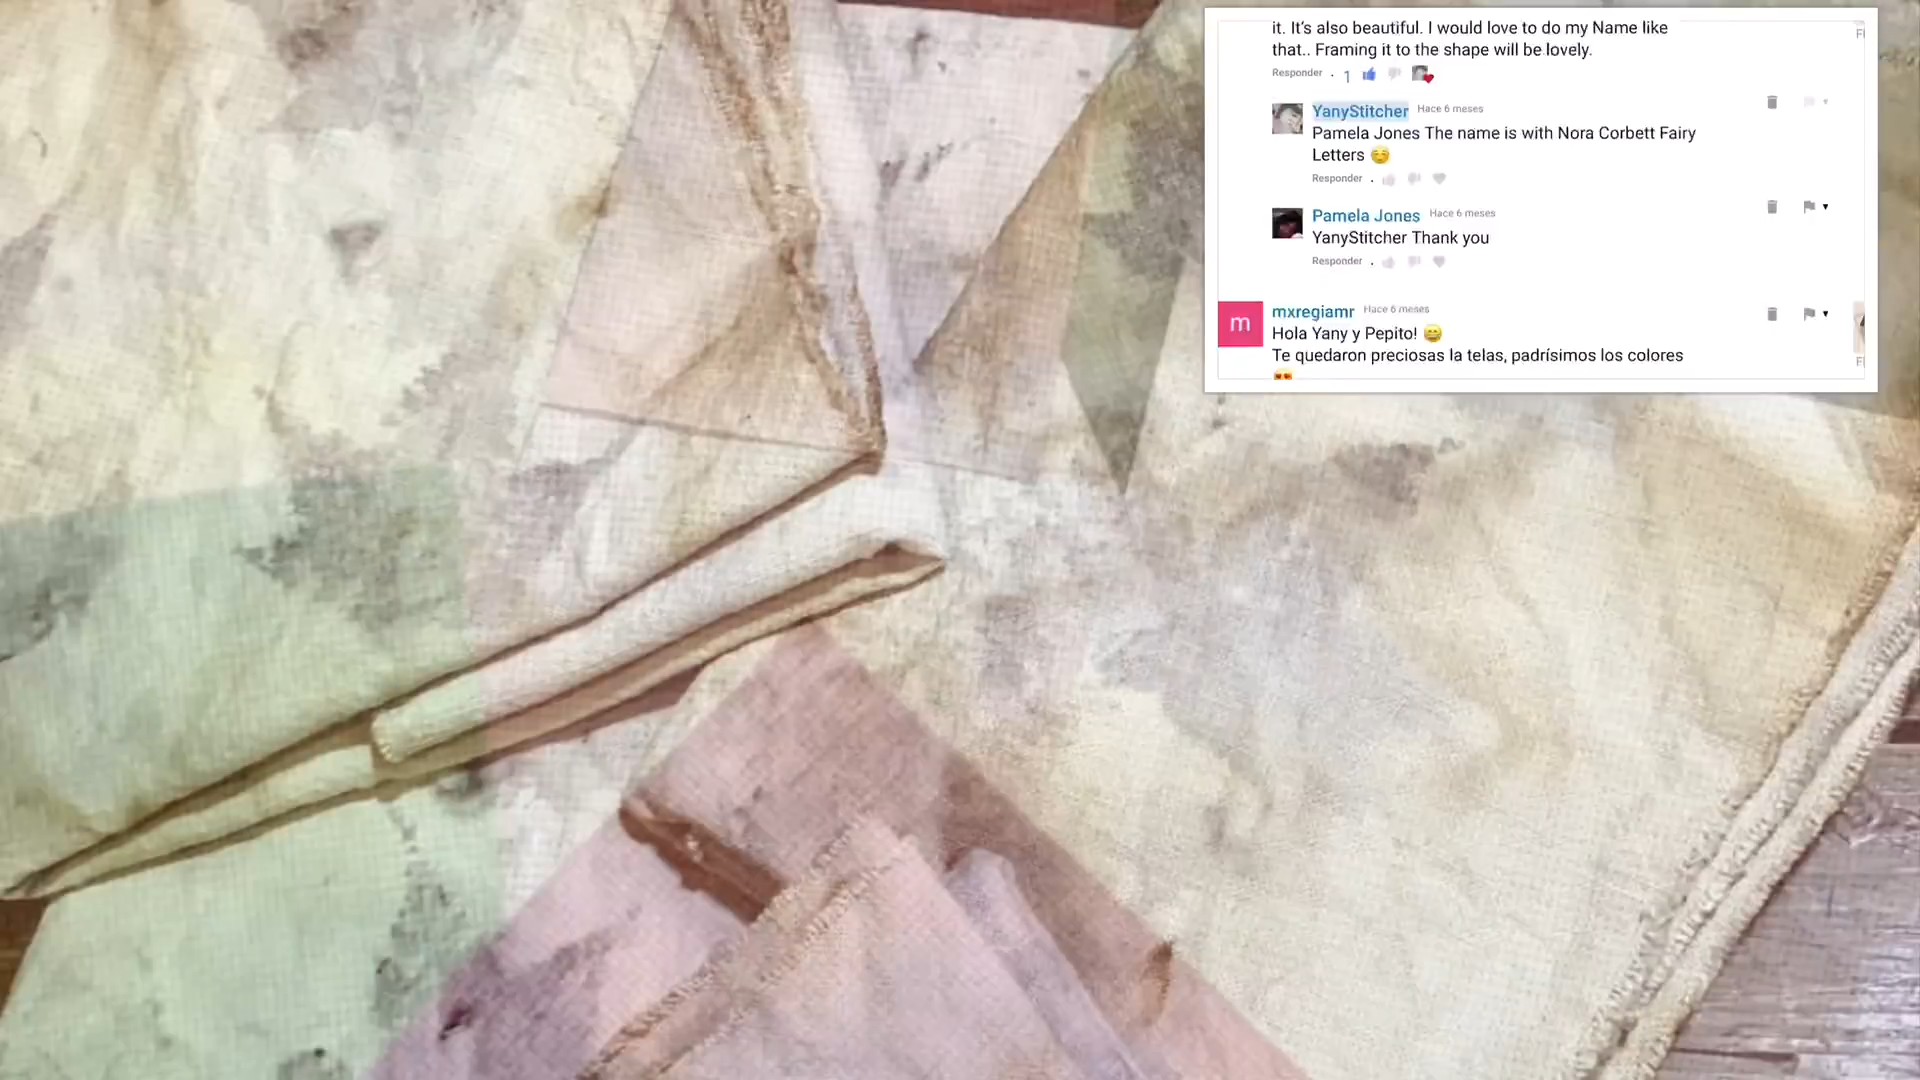 it. It's also beautiful. I would love to do my Name like
that.. Framing it to the shape will be lovely.
Responder . 1
YanyStitcher Hace 6 meses
Pamela Jones The name is with Nora Corbett Fairy
Letters 😌
Responder .
Pamela Jones Hace 6 meses
YanyStitcher Thank you
Responder .
m
mxregiamr Hace 6 meses
Hola Yany y Pepito! 😄
Te quedaron preciosas la telas, padrísimos los colores
😍